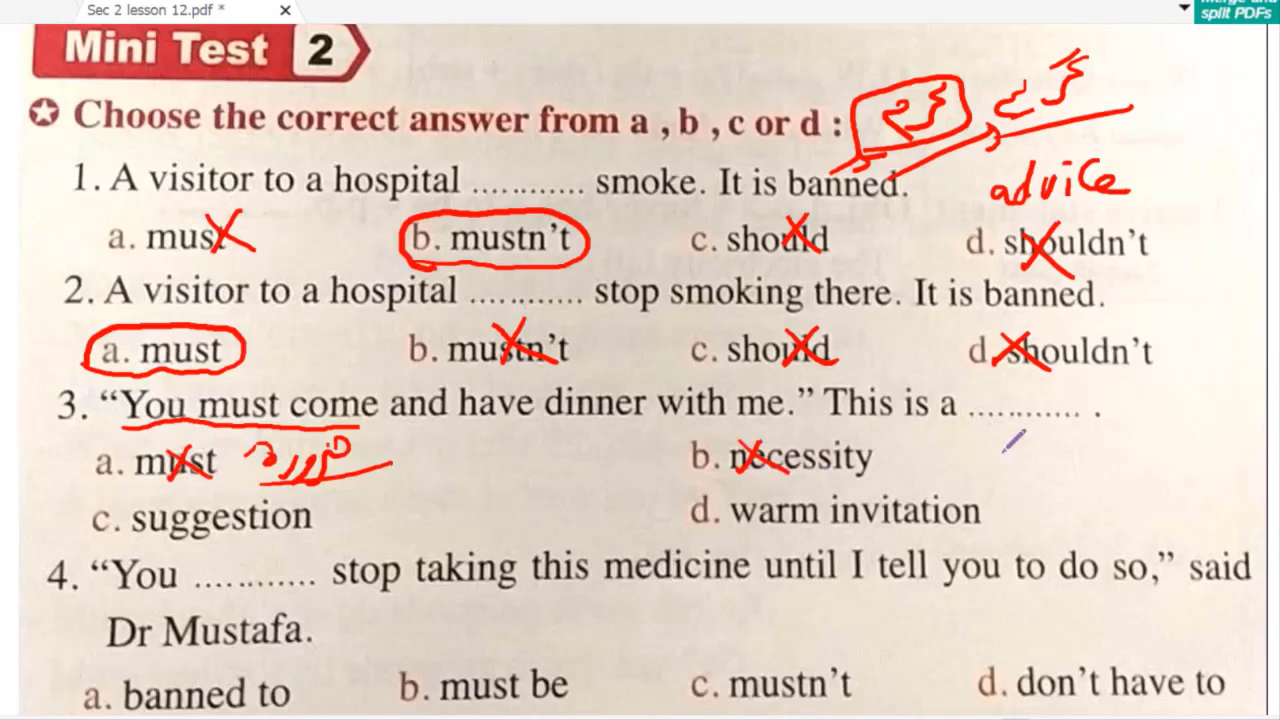 Sec 2 lesson 12.pdf *
split PDFs
Mini Test 2
Choose the correct answer from a , b , c or d :
1. A visitor to a hospital ............ smoke. It is banned.
advice
a. must b. mustn't c. should d. shouldn't
2. A visitor to a hospital ............ stop smoking there. It is banned.
a. must b. mustn't c. should d. shouldn't
3. “You must come and have dinner with me.” This is a ............ .
a. must b. necessity
c. suggestion d. warm invitation
4. “You ............ stop taking this medicine until I tell you to do so,” said
Dr Mustafa.
a. banned to b. must be c. mustn't d. don't have to